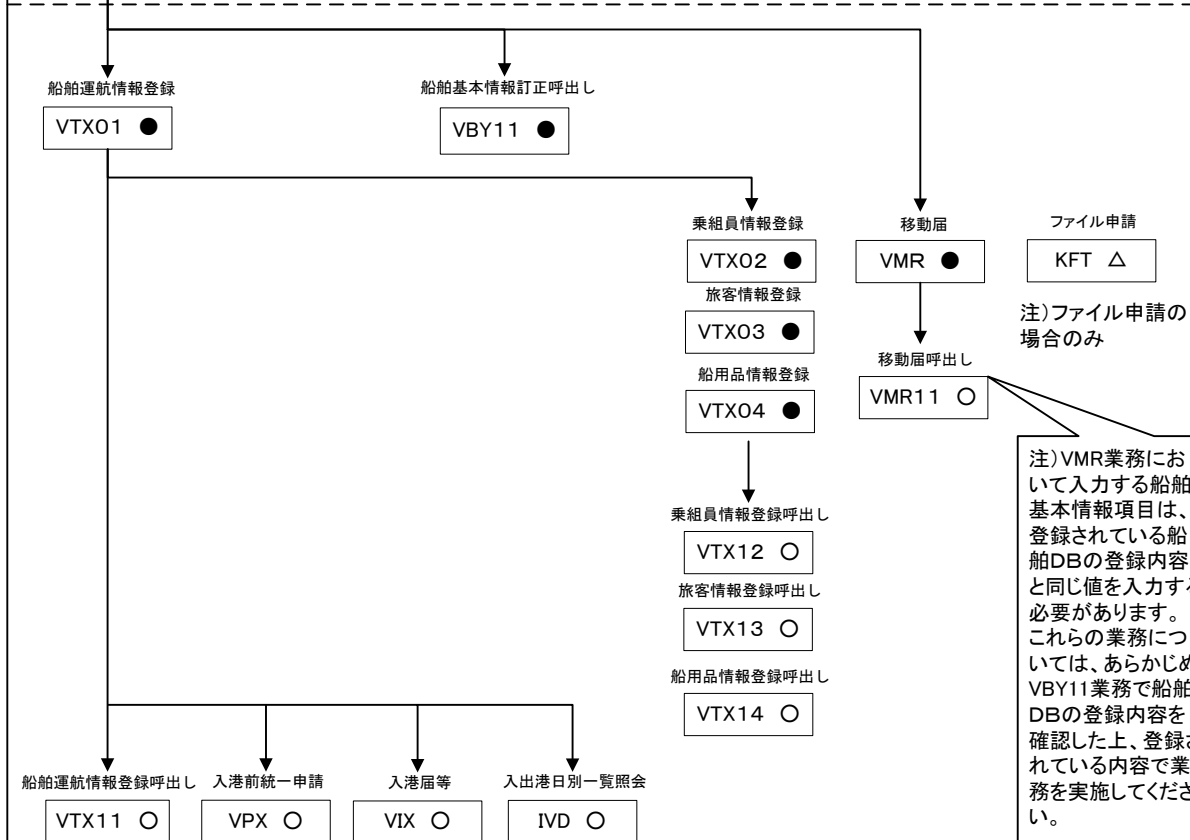 船舶運航情報登録
VTX01 ●
船舶基本情報訂正呼出し
VBY11 ●
乗組員情報登録
VTX02 ●
旅客情報登録
VTX03 ●
船用品情報登録
VTX04 ●
移動届
VMR ●
ファイル申請
KFT △
注)ファイル申請の
場合のみ
移動届呼出し
VMR11 ○
注)VMR業務にお
いて入力する船舶
基本情報項目は、
登録されている船
舶DBの登録内容
と同じ値を入力する
必要があります。
これらの業務につ
いては、あらかじめ
VBY11業務で船舶
DBの登録内容を
確認した上、登録さ
れている内容で業
務を実施してくださ
い。
乗組員情報登録呼出し
VTX12 ○
旅客情報登録呼出し
VTX13 ○
船用品情報登録呼出し
VTX14 ○
船舶運航情報登録呼出し
VTX11 ○
入港前統一申請
VPX ○
入港届等
VIX ○
入出港日別一覧照会
IVD ○